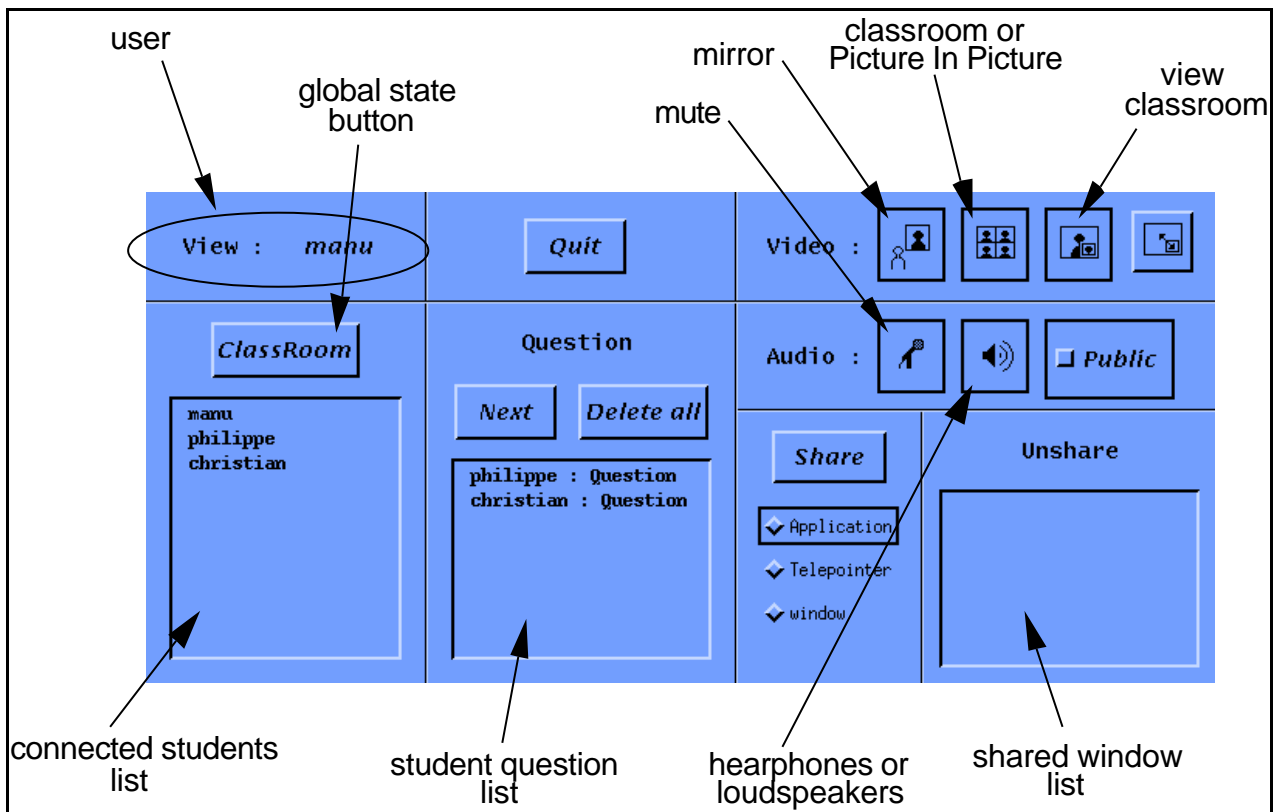 user
global state
button
mirror
mute
classroom or
Picture In Picture
view
classroom
View : manu
Quit
Video :
ClassRoom
manu
philippe
christian
Question
Next
Delete all
philippe : Question
christian : Question
Audio :
Public
Share
Application
Telepointer
window
Unshare
connected students
list
student question
list
hearphones or
loudspeakers
shared window
list